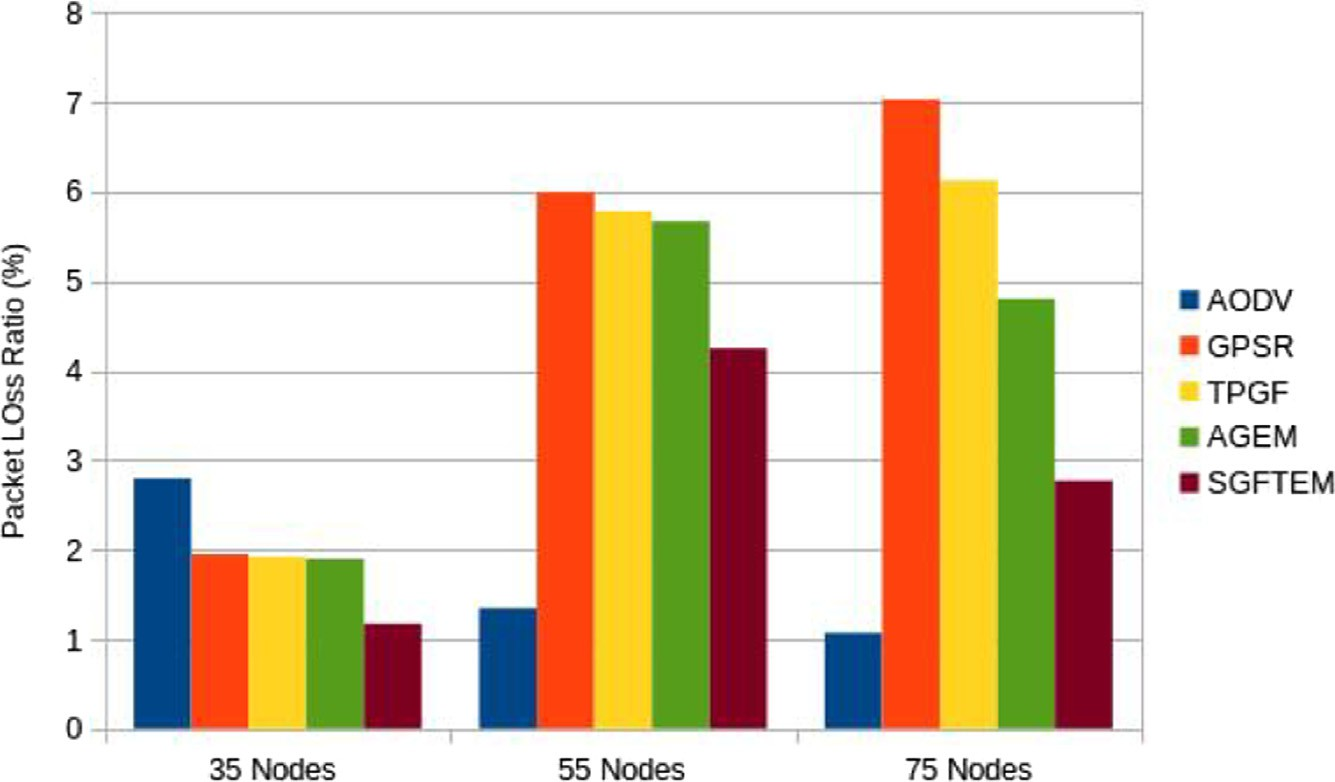 Packet LOss Ratio (%)
8
7
6
5
4
3
2
1
0
35 Nodes
55 Nodes
75 Nodes
AODV
GPSR
TPGF
AGEM
SGFTEM